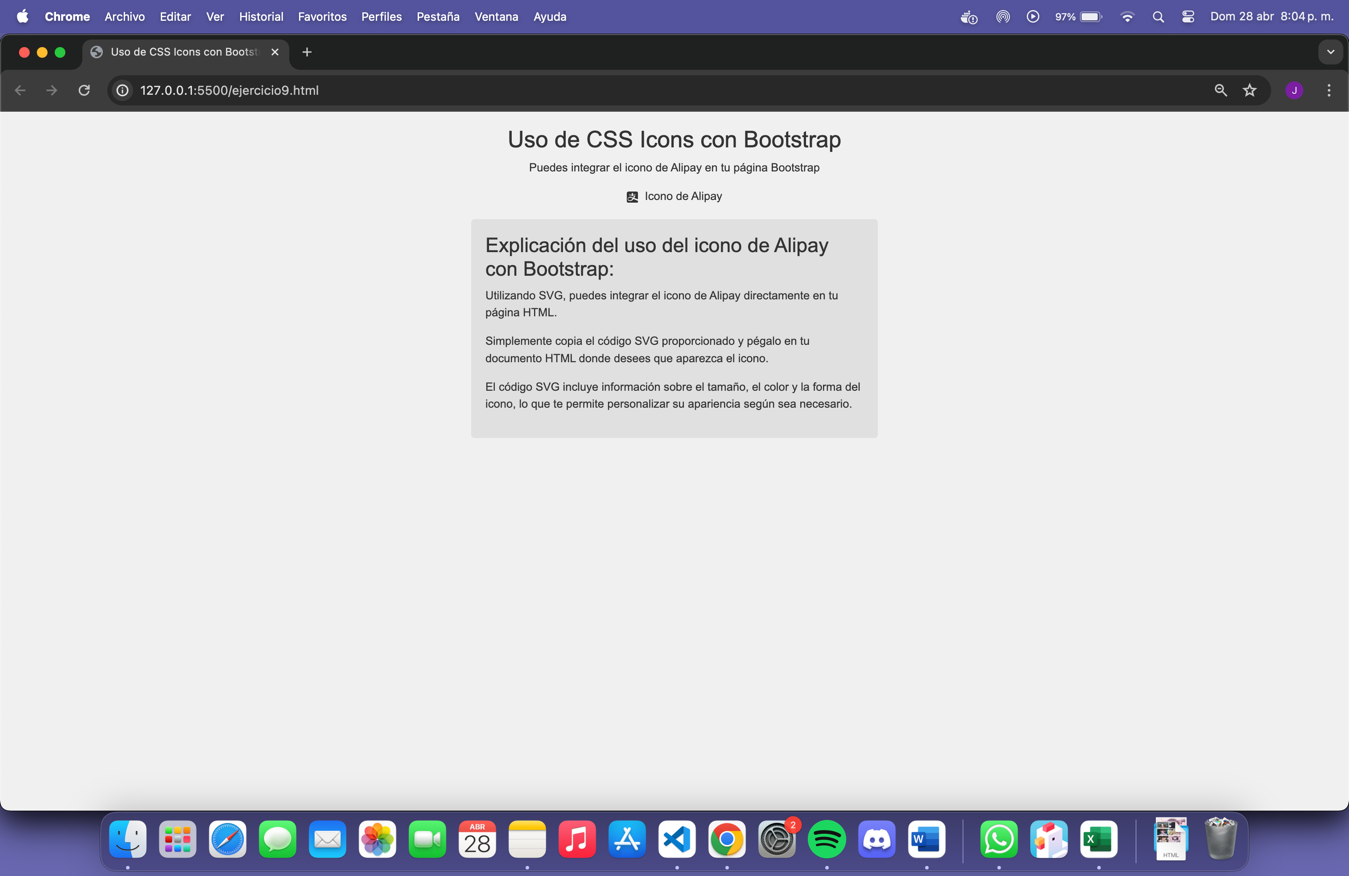 Chrome Archivo Editar Ver Historial Favoritos Perfiles Pestaña Ventana Ayuda 97% Dom 28 abr 8:04 p. m.
Uso de CSS Icons con Bootst
127.0.0.1:5500/ejercicio9.html J
Uso de CSS Icons con Bootstrap
Puedes integrar el icono de Alipay en tu página Bootstrap
支 Icono de Alipay
Explicación del uso del icono de Alipay
con Bootstrap:
Utilizando SVG, puedes integrar el icono de Alipay directamente en tu
página HTML.
Simplemente copia el código SVG proporcionado y pégalo en tu
documento HTML donde desees que aparezca el icono.
El código SVG incluye información sobre el tamaño, el color y la forma del
icono, lo que te permite personalizar su apariencia según sea necesario.
ABR 2
28 W X HTML